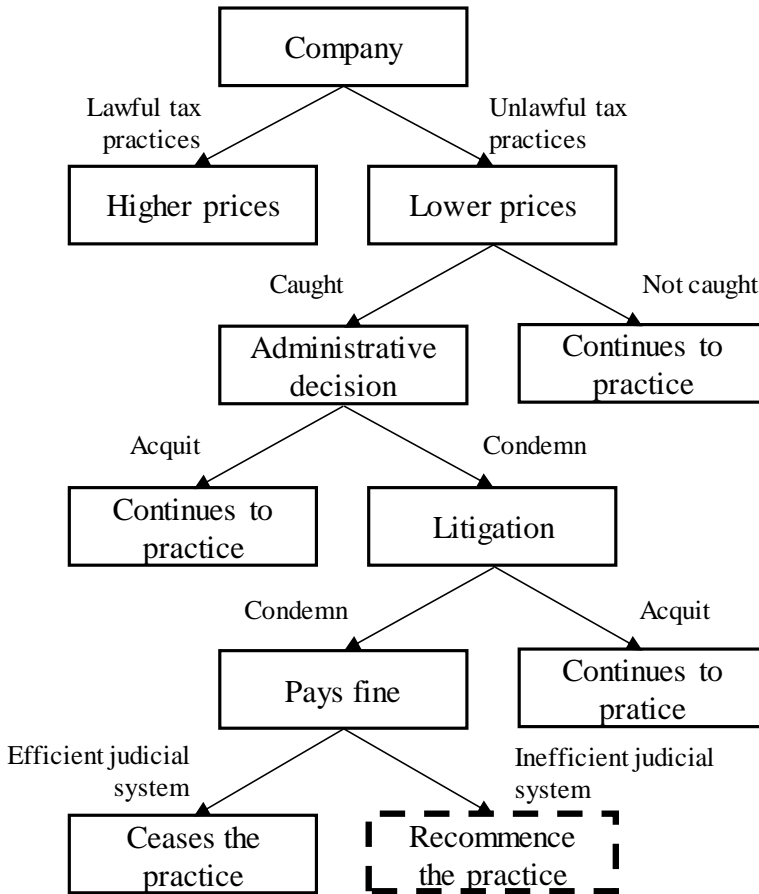 Company
Lawful tax
practices
Unlawful tax
practices
Higher prices
Lower prices
Caught
Not caught
Administrative
decision
Continues to
practice
Acquit
Condemn
Continues to
practice
Litigation
Condemn
Acquit
Pays fine
Continues to
pratice
Efficient judicial
system
Inefficient judicial
system
Ceases the
practice
Recommence
the practice